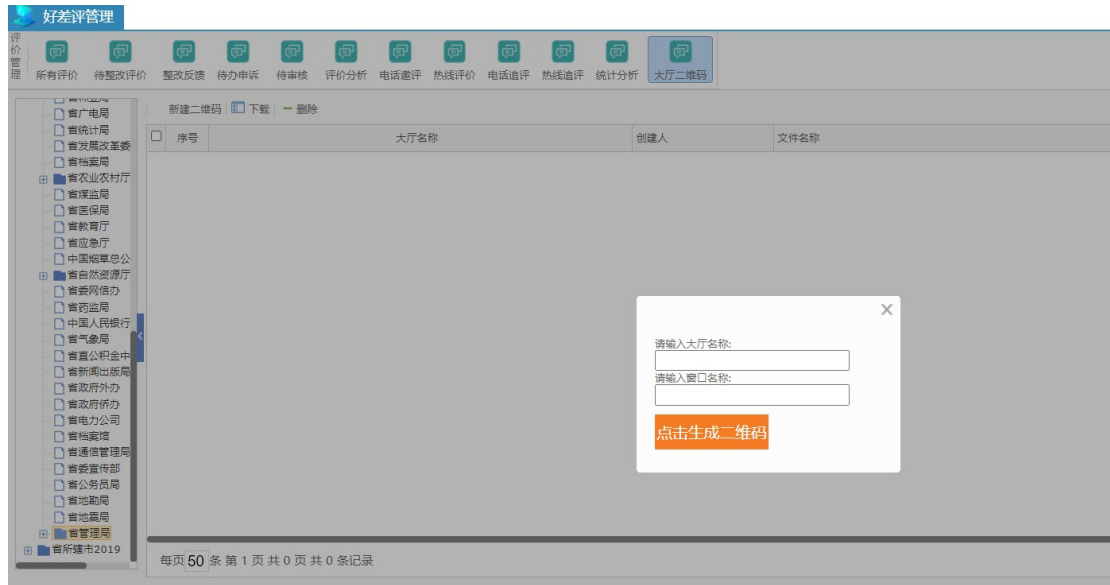 好差评管理
评价管理
所有评价 待整改评价 整改反馈 待办申诉 待审核 评价分析 电话邀评 热线评价 电话追评 热线追评 统计分析 大厅二维码
新建二维码 下载 删除
序号 大厅名称 创建人 文件名称
省广电局
省统计局
省发展改革委
省档案局
省农业农村厅
省煤监局
省医保局
省教育厅
省应急厅
中国烟草总公
省自然资源厅
省委网信办
省药监局
中国人民银行
省气象局
省直公积金中
省新闻出版局
省政府外办
省政府侨办
省电力公司
省档案馆
省通信管理局
省委宣传部
省公务员局
省地勘局
省地震局
省管理局
省所辖市2019
请输入大厅名称:
请输入窗口名称:
点击生成二维码
每页 50 条 第 1 页 共 0 页 共 0 条记录